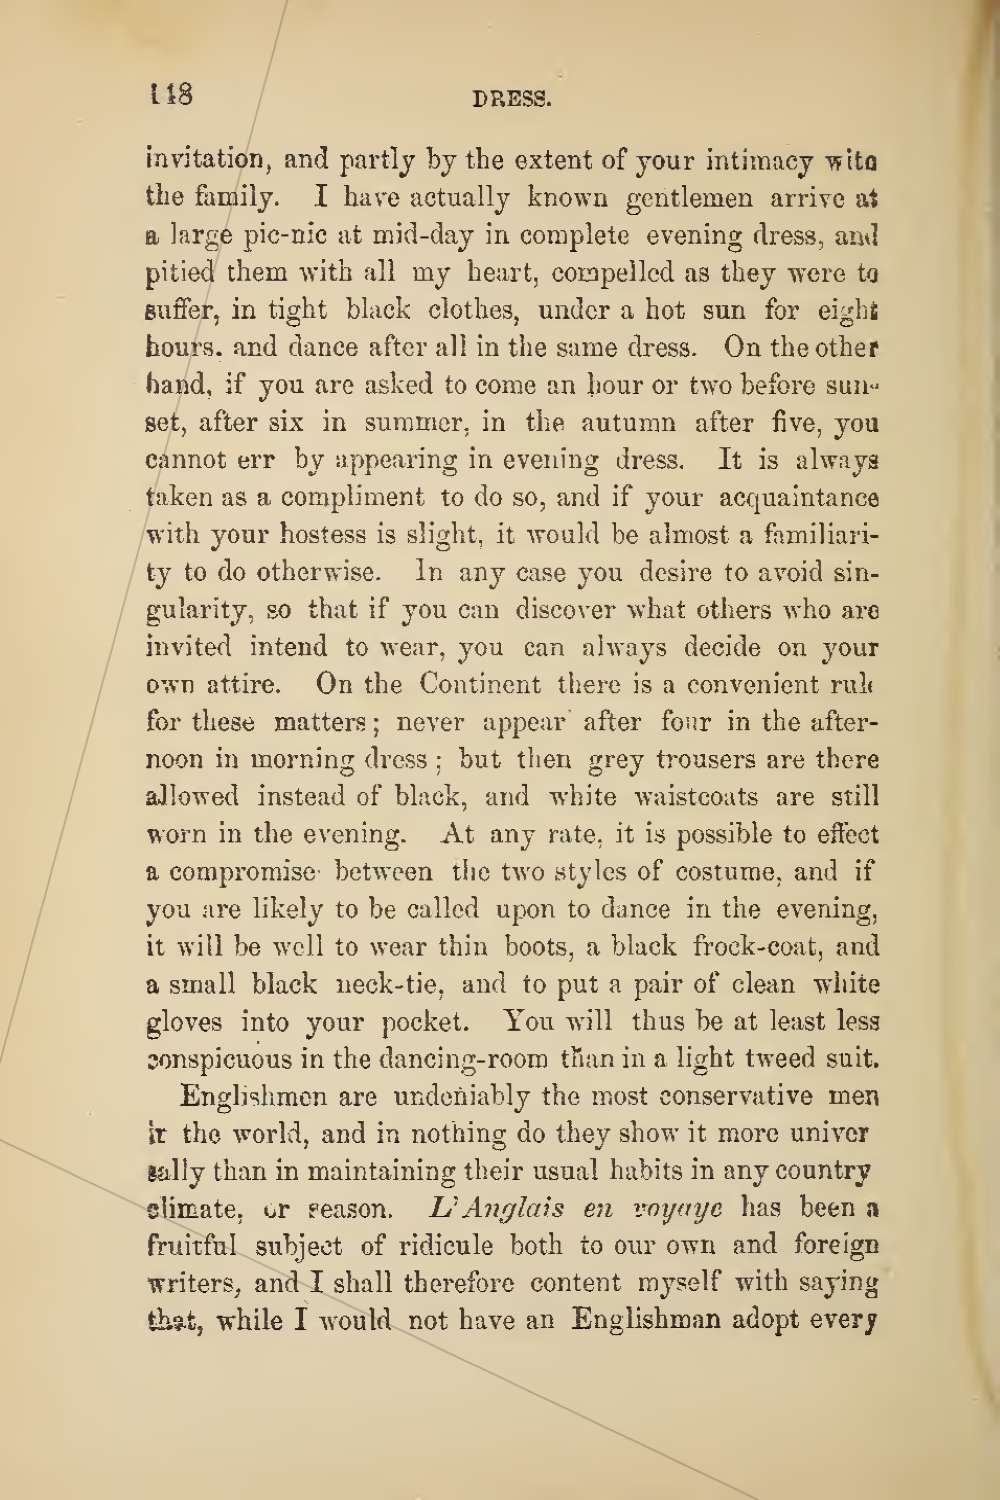 118 DRESS.
invitation, and partly by the extent of your intimacy with
the family. I have actually known gentlemen arrive at
a large pic-nic at mid-day in complete evening dress, and
pitied them with all my heart, compelled as they were to
suffer, in tight black clothes, under a hot sun for eight
hours. and dance after all in the same dress. On the other
hand, if you are asked to come an hour or two before sun-
set, after six in summer, in the autumn after five, you
cannot err by appearing in evening dress. It is always
taken as a compliment to do so, and if your acquaintance
with your hostess is slight, it would be almost a familiari-
ty to do otherwise. In any case you desire to avoid sin-
gularity, so that if you can discover what others who are
invited intend to wear, you can always decide on your
own attire. On the Continent there is a convenient rule
for these matters; never appear after four in the after-
noon in morning dress; but then grey trousers are there
allowed instead of black, and white waistcoats are still
worn in the evening. At any rate, it is possible to effect
a compromise between the two styles of costume, and if
you are likely to be called upon to dance in the evening,
it will be well to wear thin boots, a black frock-coat, and
a small black neck-tie, and to put a pair of clean white
gloves into your pocket. You will thus be at least less
conspicuous in the dancing-room than in a light tweed suit.
Englishmen are undeniably the most conservative men
in the world, and in nothing do they show it more univer
sally than in maintaining their usual habits in any country
climate, or season. L'Anglais en voyage has been a
fruitful subject of ridicule both to our own and foreign
writers, and I shall therefore content myself with saying
that, while I would not have an Englishman adopt every